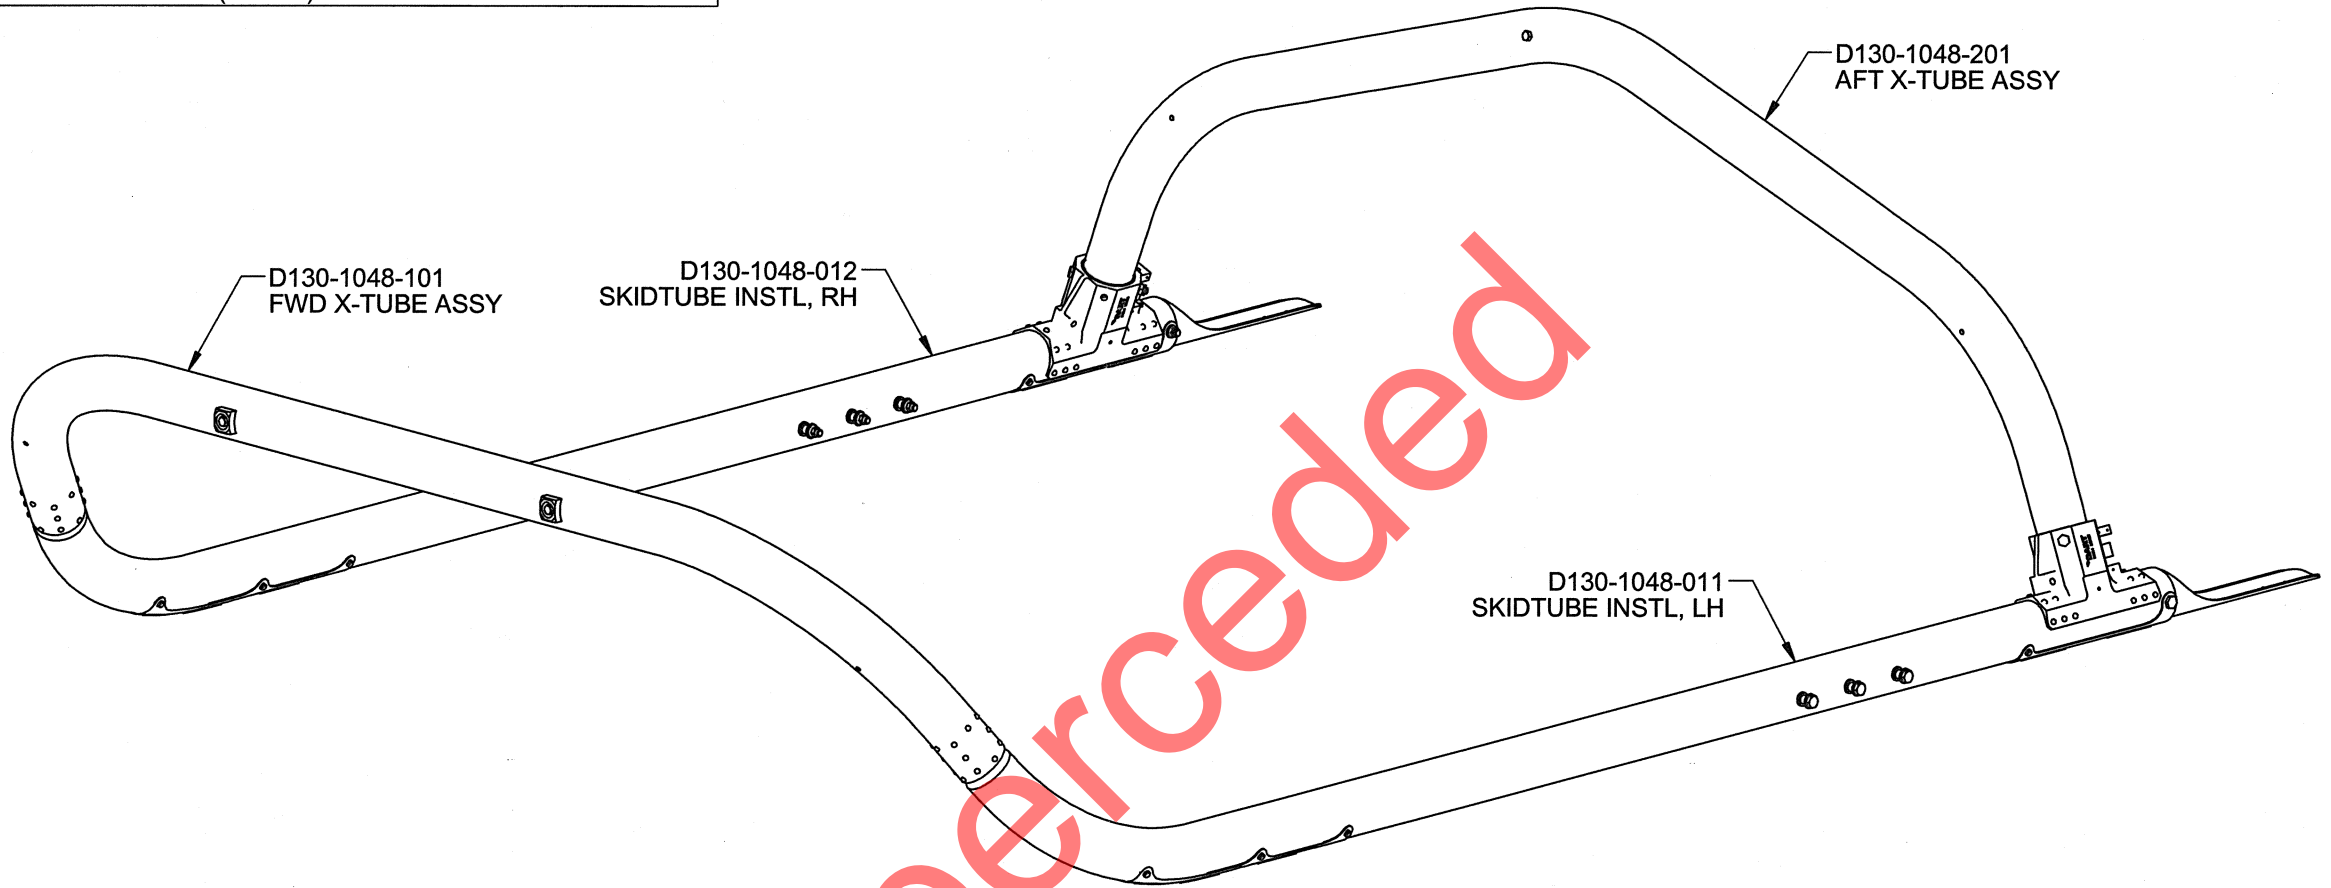 D130-1048-201
AFT X-TUBE ASSY
D130-1048-101
FWD X-TUBE ASSY
D130-1048-012
SKIDTUBE INSTL, RH
D130-1048-011
SKIDTUBE INSTL, LH
perceded